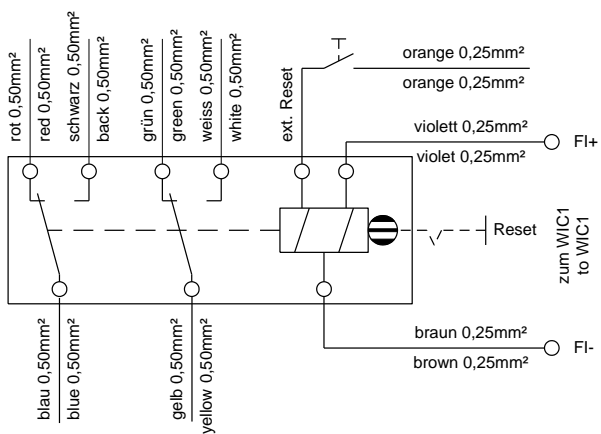 rot 0,50mm²
red 0,50mm²
schwarz 0,50mm²
back 0,50mm²
grün 0,50mm²
green 0,50mm²
weiss 0,50mm²
white 0,50mm²
ext. Reset
orange 0,25mm²
orange 0,25mm²
violett 0,25mm²
violet 0,25mm²
FI+
Reset
zum WIC1
to WIC1
braun 0,25mm²
brown 0,25mm²
FI-
blau 0,50mm²
blue 0,50mm²
gelb 0,50mm²
yellow 0,50mm²